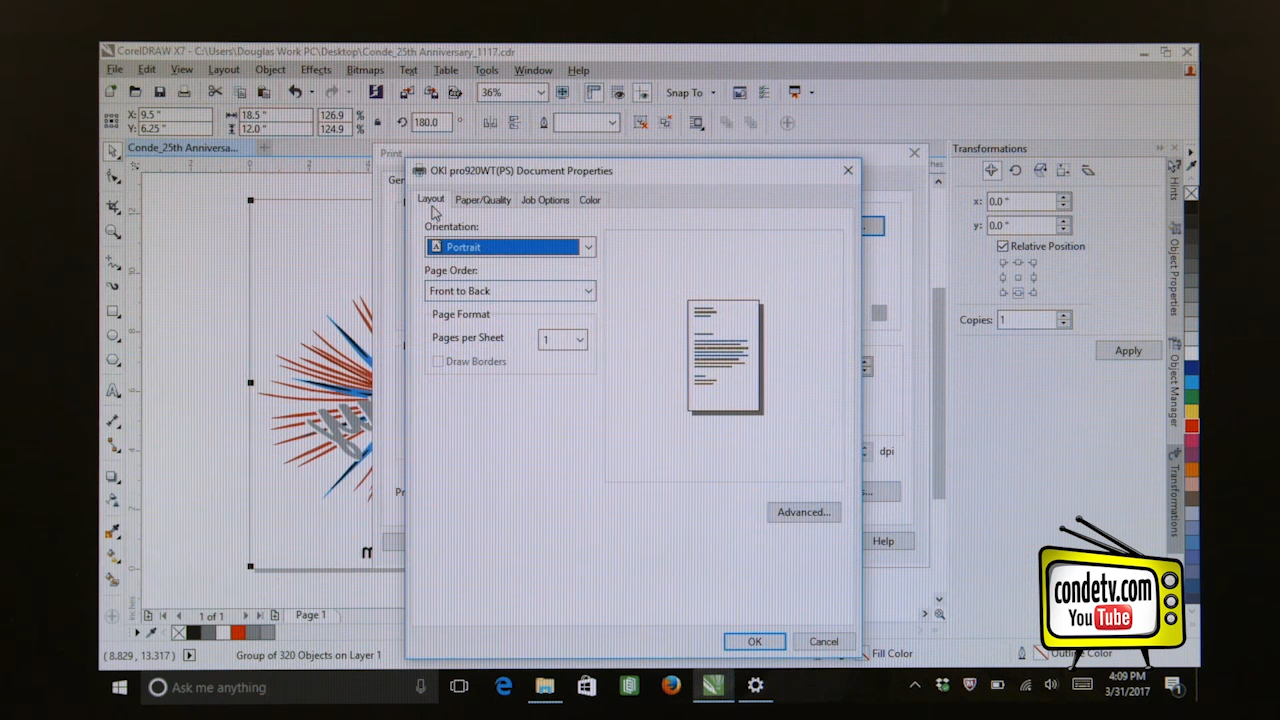 CorelDRAW X7 - C:\Users\Douglas Work PC\Desktop\Conde_25th Anniversary_1117.cdr
File Edit View Layout Object Effects Bitmaps Text Table Tools Window Help
36% Snap To
X: 9.5 " 18.5 " 126.9 %
Y: 6.25 " 12.0 " 124.9 %
180.0 °
Conde_25th Anniversa...
Print
Transformations
OKI pro920WT(PS) Document Properties
Layout Paper/Quality Job Options Color
Orientation:
Portrait
Page Order:
Front to Back
Page Format
Pages per Sheet 1
Draw Borders
Advanced...
OK Cancel
dpi
Help
x: 0.0 "
y: 0.0 "
Relative Position
Copies: 1
Apply
Hints
Object Properties
Object Manager
Transformations
inches
1 of 1 Page 1
( 8.829, 13.317 ) Group of 320 Objects on Layer 1 Fill Color Outline Color
condetv.com
YouTube
Ask me anything
4:09 PM
3/31/2017